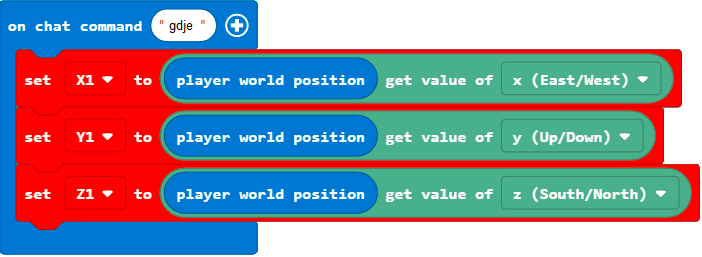 on chat command "gdje "
set X1 to player world position get value of x (East/West)
set Y1 to player world position get value of y (Up/Down)
set Z1 to player world position get value of z (South/North)